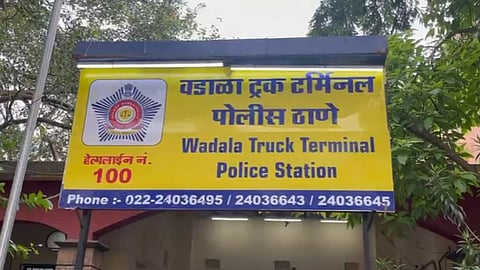 वडाळा ट्रक टर्मिनल
पोलीस ठाणे
Wadala Truck Terminal
Police Station
हेल्पलाईन नं.
100
Phone :- 022-24036495 / 24036643 / 24036645